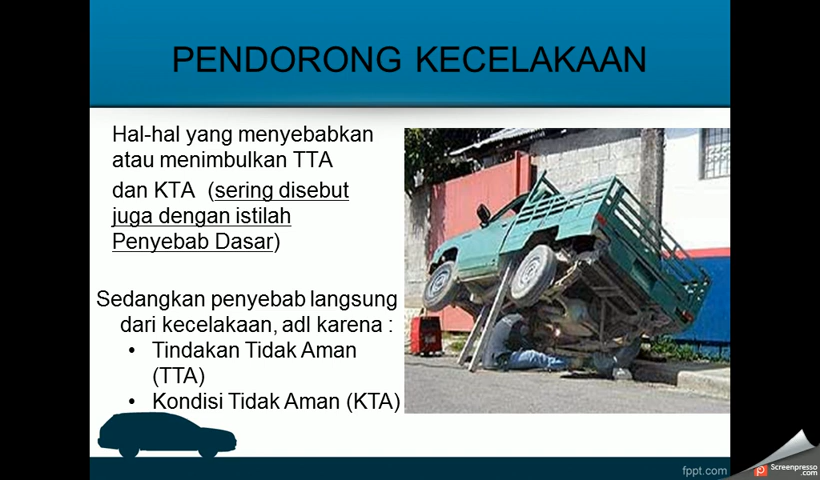 PENDORONG KECELAKAAN
Hal-hal yang menyebabkan
atau menimbulkan TTA
dan KTA (sering disebut
juga dengan istilah
Penyebab Dasar)
Sedangkan penyebab langsung
dari kecelakaan, adl karena :
• Tindakan Tidak Aman
(TTA)
• Kondisi Tidak Aman (KTA)
fppt.com
Screenpresso
.com